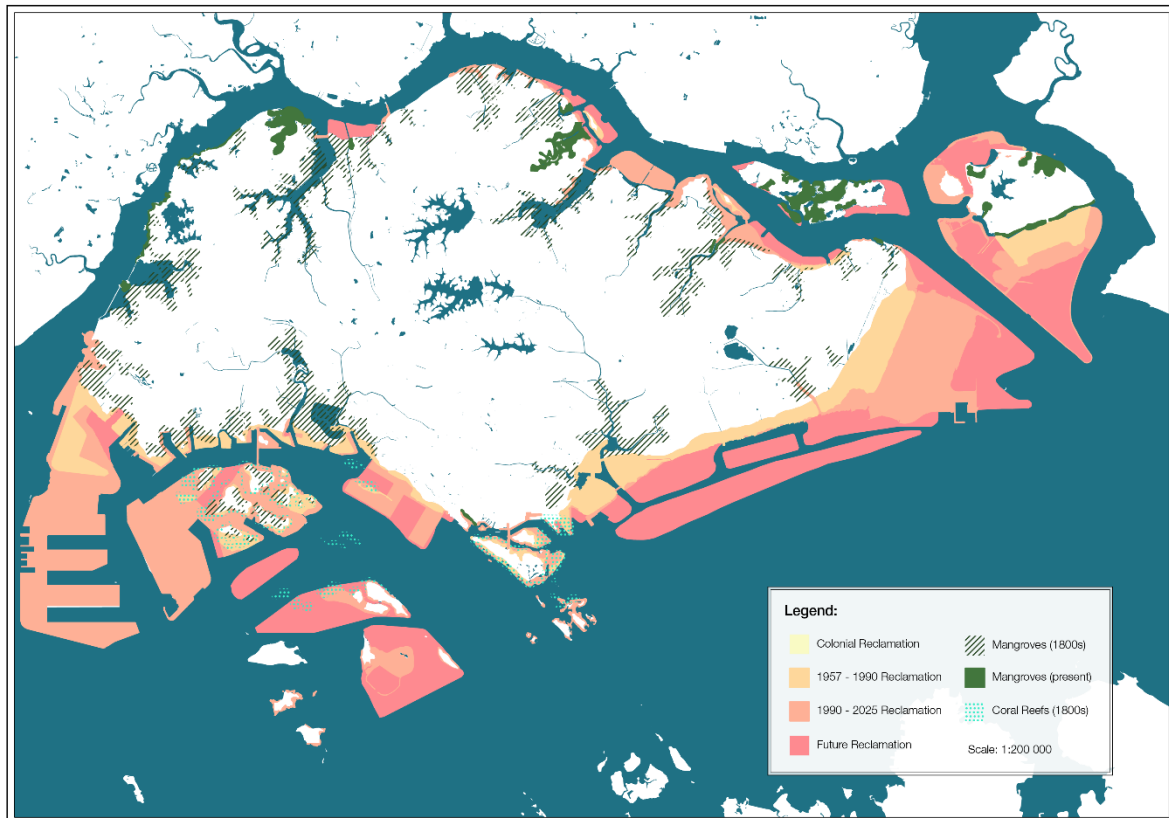 Legend:
Colonial Reclamation
1957 - 1990 Reclamation
1990 - 2025 Reclamation
Future Reclamation
Mangroves (1800s)
Mangroves (present)
Coral Reefs (1800s)
Scale: 1:200 000